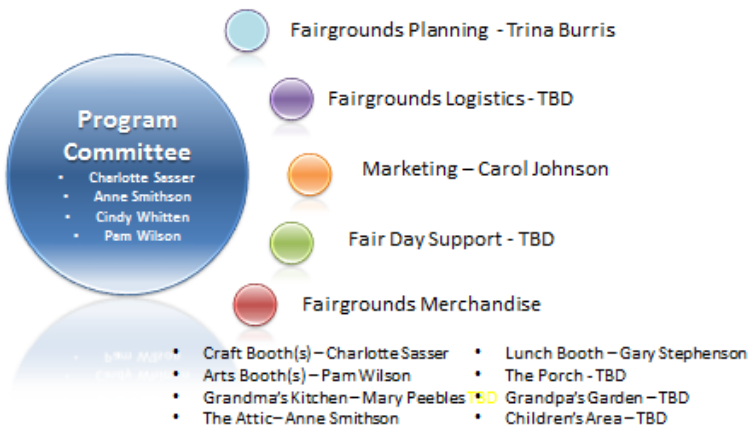 Fairgrounds Planning - Trina Burris
Fairgrounds Logistics - TBD
Program
Committee
• Charlotte Sasser
• Anne Smithson
• Cindy Whitten
• Pam Wilson
Marketing – Carol Johnson
Fair Day Support - TBD
Fairgrounds Merchandise
• Craft Booth(s) – Charlotte Sasser
• Arts Booth(s) – Pam Wilson
• Grandma's Kitchen – Mary Peebles TBD
• The Attic – Anne Smithson
• Lunch Booth – Gary Stephenson
• The Porch - TBD
• Grandpa's Garden – TBD
• Children's Area – TBD